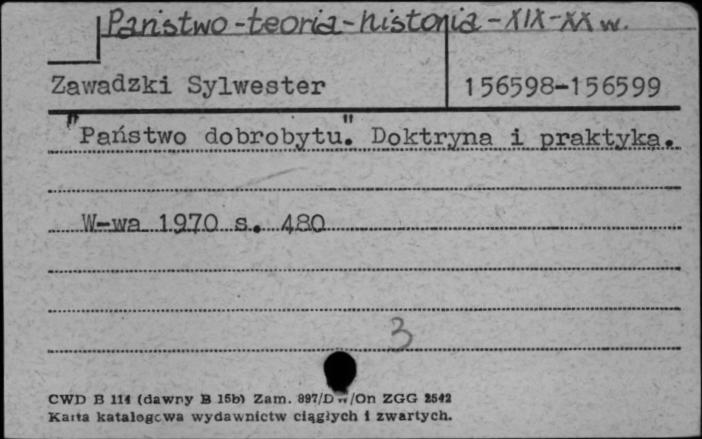 Państwo-teoria-historia-XIX-XX w.
Zawadzki Sylwester 156598-156599
"Państwo dobrobytu". Doktryna i praktyka.
W-wa 1970 s. 480
3
CWD B 114 (dawny B 15b) Zam. 897/DW/On ZGG 2542
Karta katalogowa wydawnictw ciągłych i zwartych.